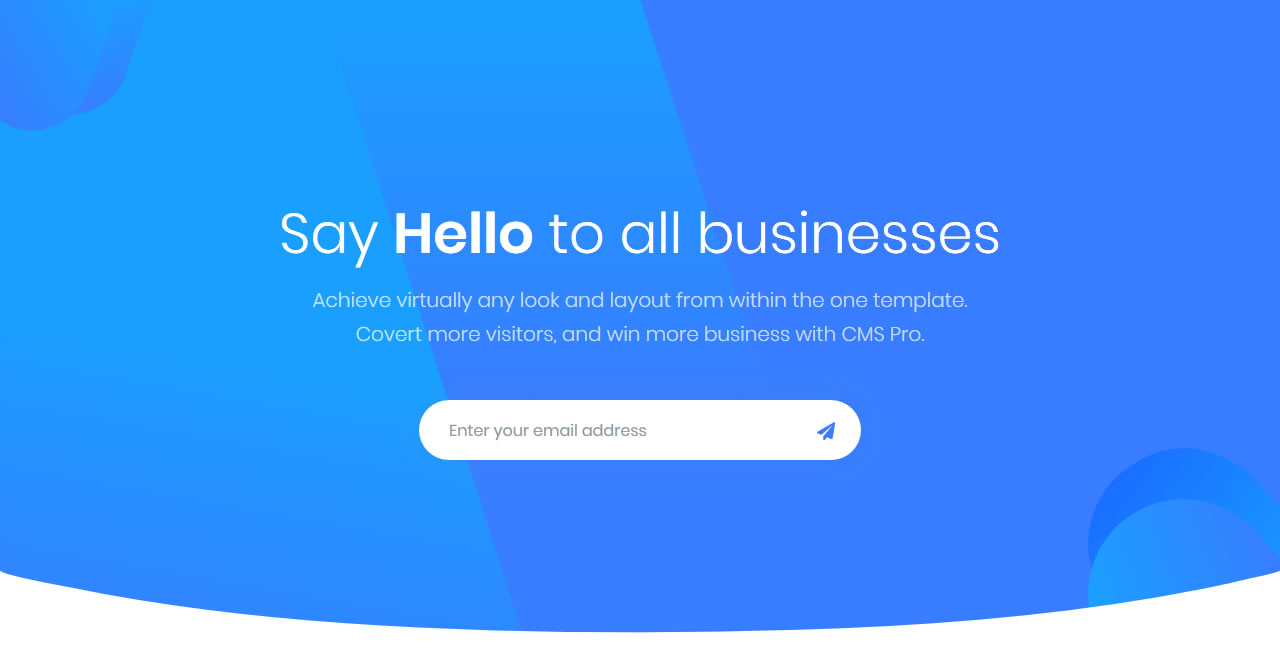 Say Hello to all businesses
Achieve virtually any look and layout from within the one template.
Covert more visitors, and win more business with CMS Pro.
Enter your email address